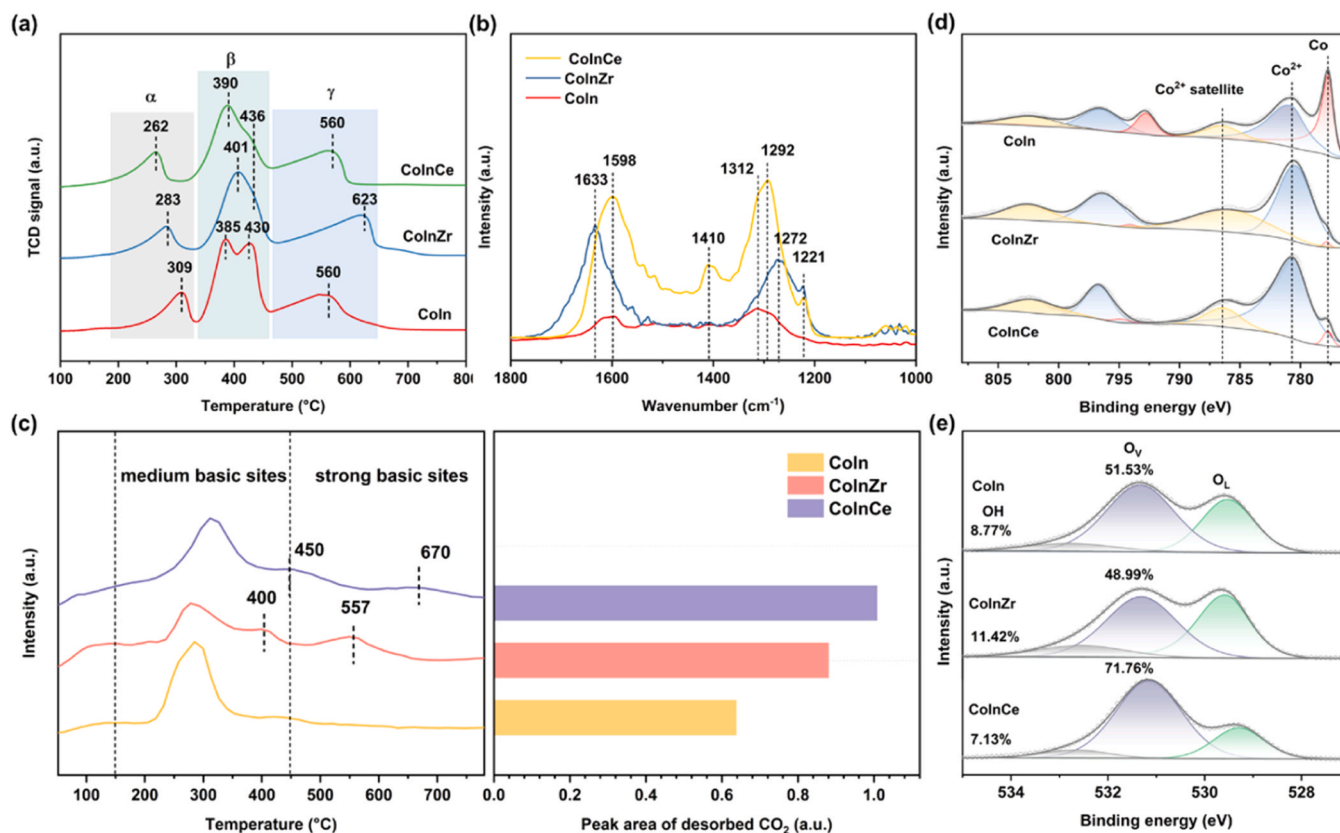 (a)
α
β
γ
262
390
436
560
CoInCe
401
283
623
CoInZr
385
430
309
560
CoIn
TCD signal (a.u.)
100 200 300 400 500 600 700 800
Temperature (°C)
(b)
CoInCe
CoInZr
CoIn
1633
1598
1410
1312
1292
1272
1221
Intensity (a.u.)
1800 1600 1400 1200 1000
Wavenumber (cm⁻¹)
(d)
Co
Co²⁺
Co²⁺ satellite
CoIn
CoInZr
CoInCe
Intensity (a.u.)
805 800 795 790 785 780
Binding energy (eV)
(c)
medium basic sites
strong basic sites
450
670
400
557
Intensity (a.u.)
100 200 300 400 500 600 700
Temperature (°C)
CoIn
CoInZr
CoInCe
0.0 0.2 0.4 0.6 0.8 1.0
Peak area of desorbed CO₂ (a.u.)
(e)
Oᵥ
51.53%
O_L
CoIn
OH
8.77%
48.99%
CoInZr
11.42%
71.76%
CoInCe
7.13%
Intensity (a.u.)
534 532 530 528
Binding energy (eV)